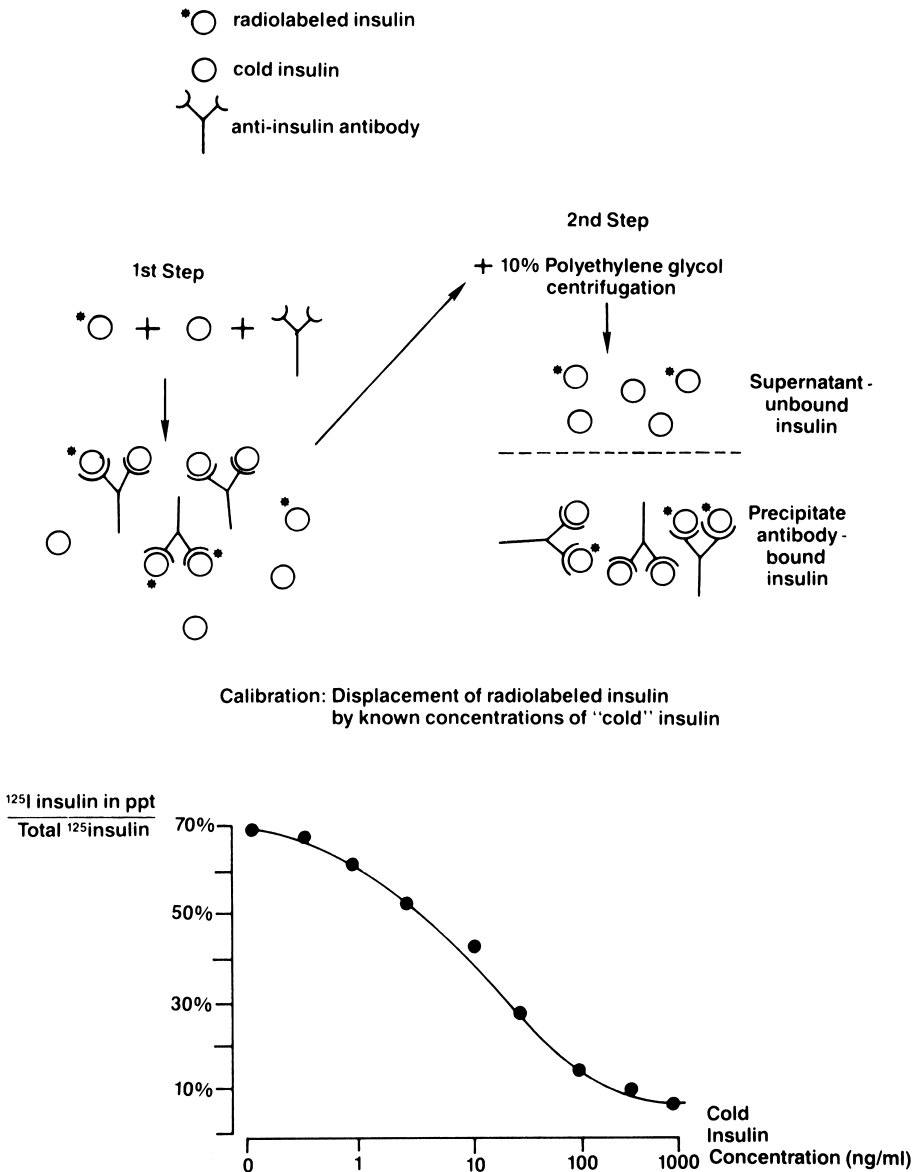 * radiolabeled insulin
cold insulin
anti-insulin antibody
1st Step
+ +
2nd Step
+ 10% Polyethylene glycol
centrifugation
Supernatant -
unbound
insulin
Precipitate
antibody -
bound
insulin
Calibration: Displacement of radiolabeled insulin
by known concentrations of "cold" insulin
¹²⁵I insulin in ppt
Total ¹²⁵insulin
70%
50%
30%
10%
0 1 10 100 1000
Cold
Insulin
Concentration (ng/ml)